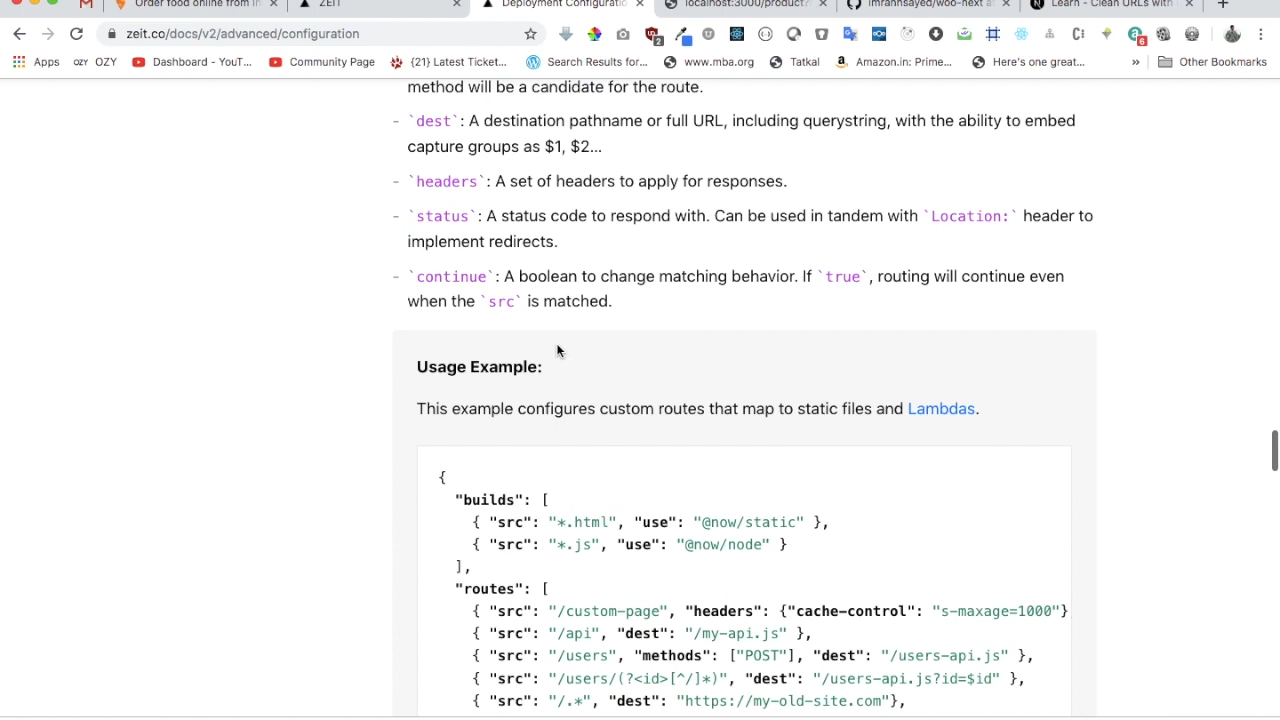 Order food online from In
ZEIT
Deployment Configuratio
localhost:3000/product?
imranhsayed/woo-next at
Learn - Clean URLs with
zeit.co/docs/v2/advanced/configuration
2
6
Apps
OZY OZY
Dashboard - YouT...
Community Page
{21} Latest Ticket...
Search Results for...
www.mba.org
Tatkal
Amazon.in: Prime...
Here's one great...
»
Other Bookmarks
method will be a candidate for the route.
- `dest`: A destination pathname or full URL, including querystring, with the ability to embed
capture groups as $1, $2...
- `headers`: A set of headers to apply for responses.
- `status`: A status code to respond with. Can be used in tandem with `Location:` header to
implement redirects.
- `continue`: A boolean to change matching behavior. If `true`, routing will continue even
when the `src` is matched.
Usage Example:
This example configures custom routes that map to static files and Lambdas.
{
"builds": [
{ "src": "*.html", "use": "@now/static" },
{ "src": "*.js", "use": "@now/node" }
],
"routes": [
{ "src": "/custom-page", "headers": {"cache-control": "s-maxage=1000"}
{ "src": "/api", "dest": "/my-api.js" },
{ "src": "/users", "methods": ["POST"], "dest": "/users-api.js" },
{ "src": "/users/(?<id>[^/]*)", "dest": "/users-api.js?id=$id" },
{ "src": "/.*", "dest": "https://my-old-site.com"},